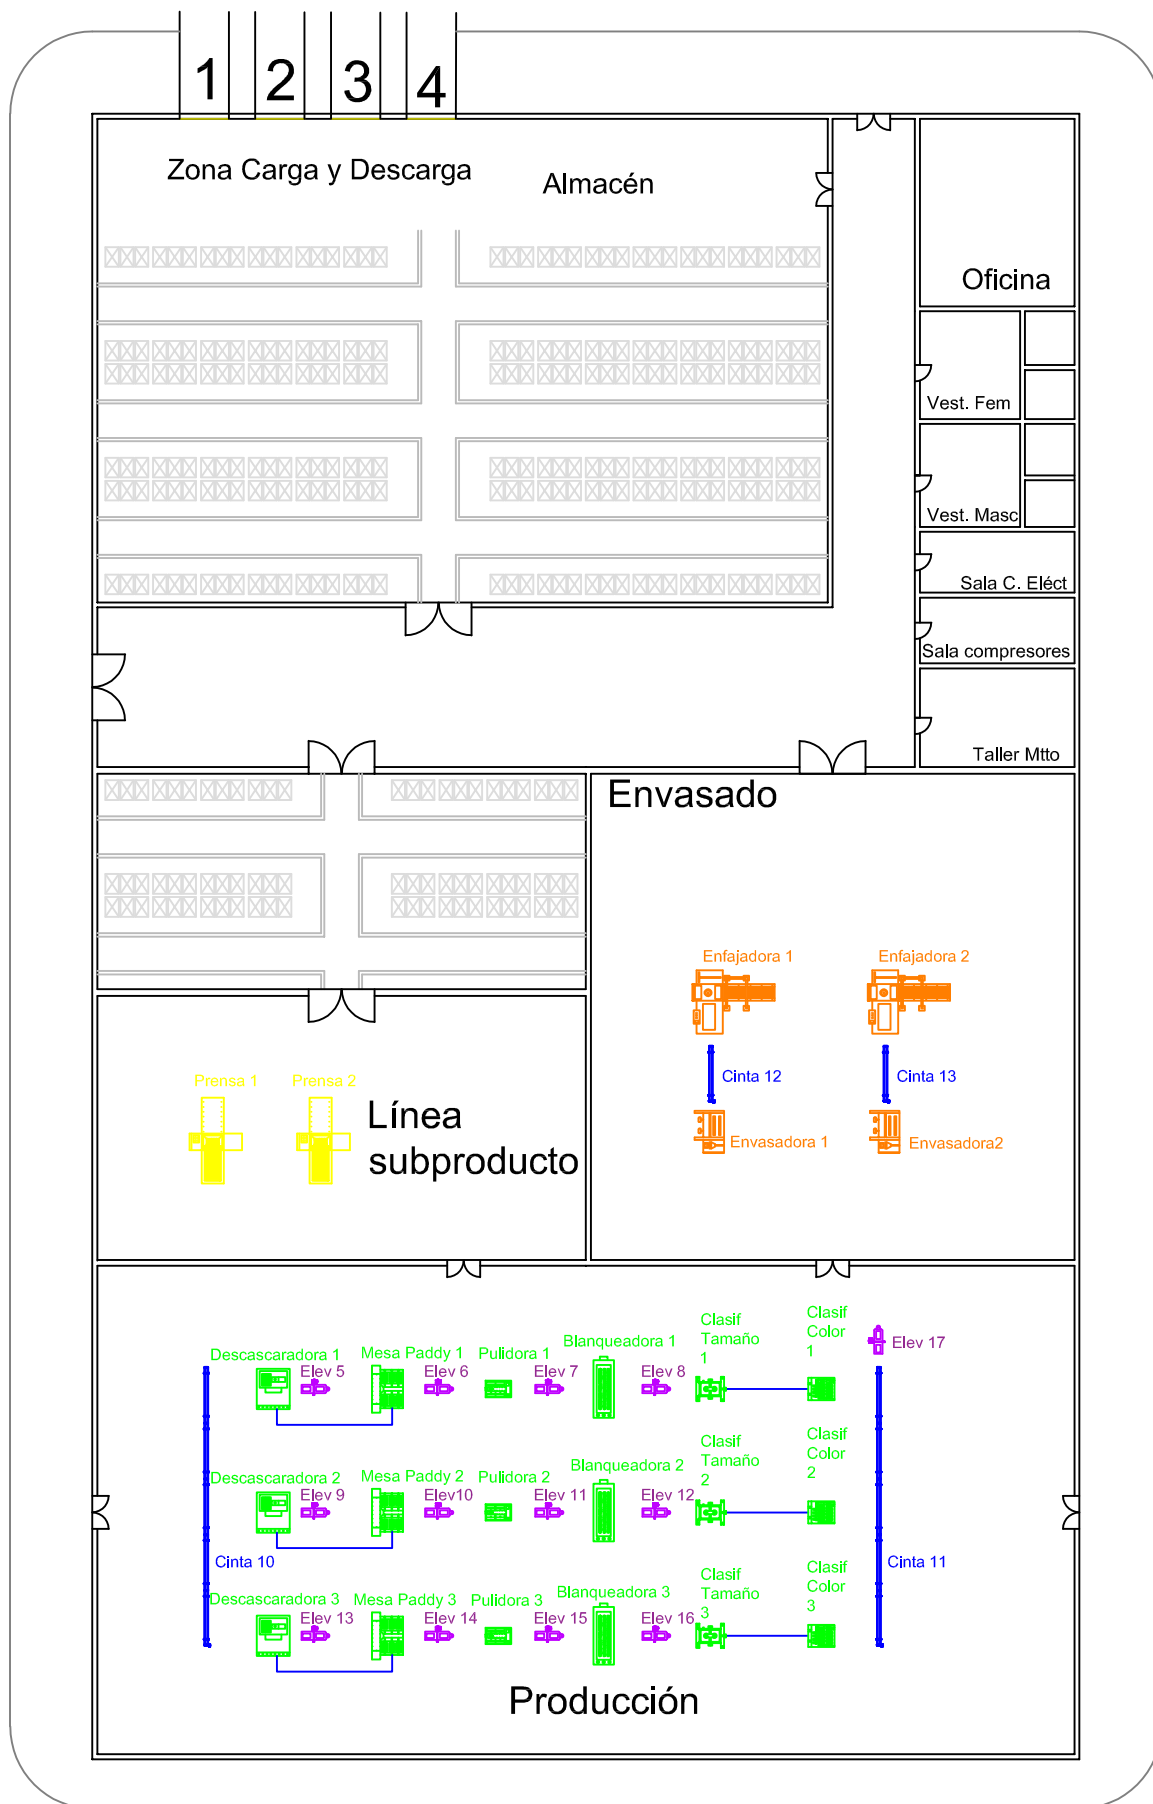 1 2 3 4
Zona Carga y Descarga
Almacén
Oficina
Vest. Fem
Vest. Masc
Sala C. Eléct
Sala compresores
Taller Mtto
Envasado
Enfajadora 1
Enfajadora 2
Cinta 12
Cinta 13
Envasadora 1
Envasadora2
Prensa 1
Prensa 2
Línea
subproducto
Descascaradora 1
Elev 5
Mesa Paddy 1
Elev 6
Pulidora 1
Elev 7
Blanqueadora 1
Elev 8
Clasif
Tamaño
1
Clasif
Color
1
Elev 17
Descascaradora 2
Elev 9
Mesa Paddy 2
Elev10
Pulidora 2
Elev 11
Blanqueadora 2
Elev 12
Clasif
Tamaño
2
Clasif
Color
2
Cinta 10
Cinta 11
Descascaradora 3
Elev 13
Mesa Paddy 3
Elev 14
Pulidora 3
Elev 15
Blanqueadora 3
Elev 16
Clasif
Tamaño
3
Clasif
Color
3
Producción